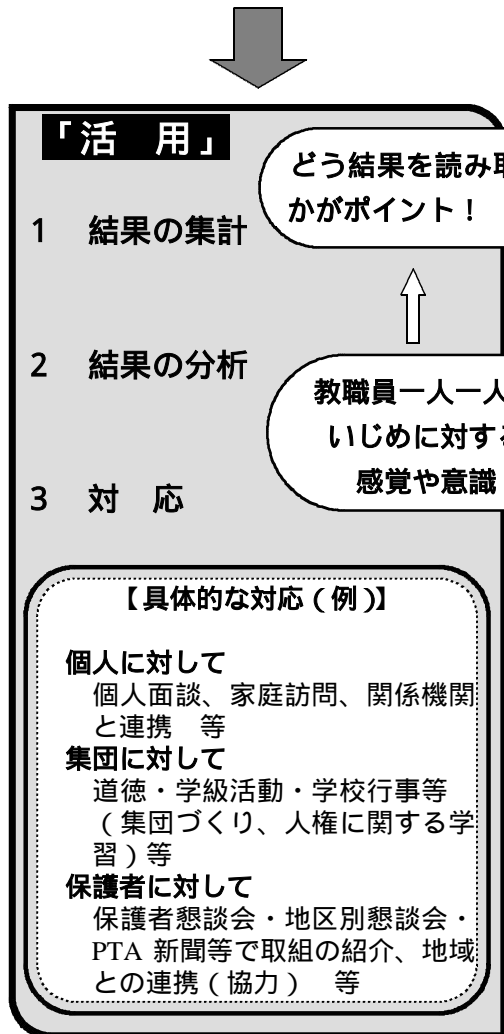 「活　用」
どう結果を読み
かがポイント！
1　結果の集計
2　結果の分析
教職員一人一人
いじめに対す
感覚や意識
3　対　応
【具体的な対応（例）】
個人に対して
個人面談、家庭訪問、関係機関
と連携　等
集団に対して
道徳・学級活動・学校行事等
（集団づくり、人権に関する学
習）等
保護者に対して
保護者懇談会・地区別懇談会・
PTA 新聞等で取組の紹介、地域
との連携（協力）　等